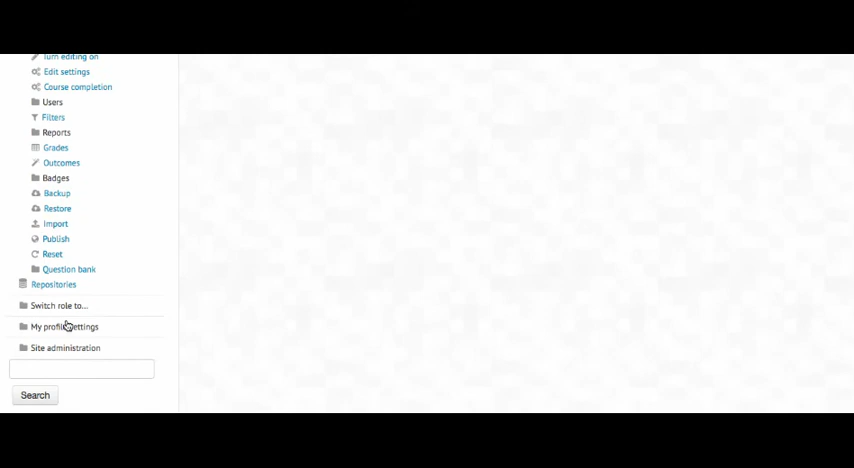 Turn editing on
Edit settings
Course completion
Users
Filters
Reports
Grades
Outcomes
Badges
Backup
Restore
Import
Publish
Reset
Question bank
Repositories
Switch role to...
My profile settings
Site administration
Search